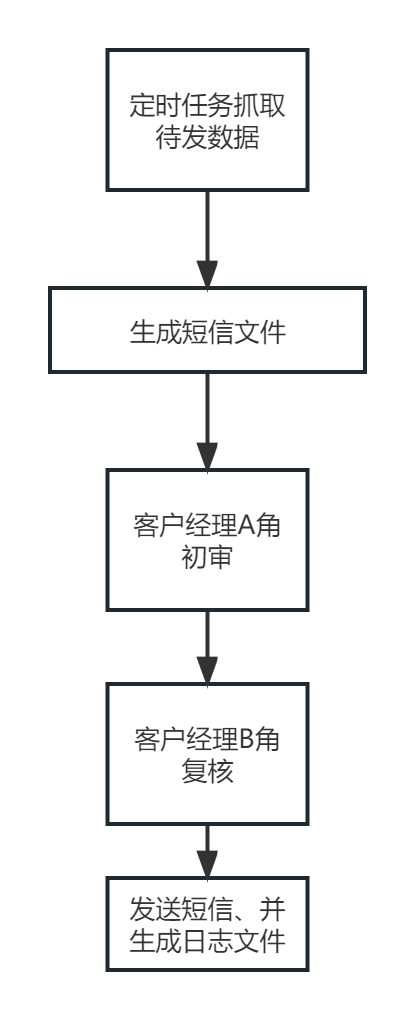 定时任务抓取
待发数据
生成短信文件
客户经理A角
初审
客户经理B角
复核
发送短信、并
生成日志文件